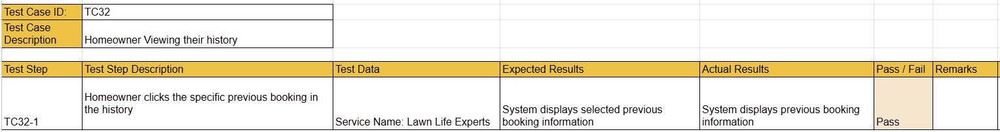 Test Case ID: TC32
Test Case
Description Homeowner Viewing their history
Test Step Test Step Description Test Data Expected Results Actual Results Pass / Fail Remarks
Homeowner clicks the specific previous booking in
the history
TC32-1
Service Name: Lawn Life Experts
System displays selected previous
booking information
System displays previous booking
information
Pass